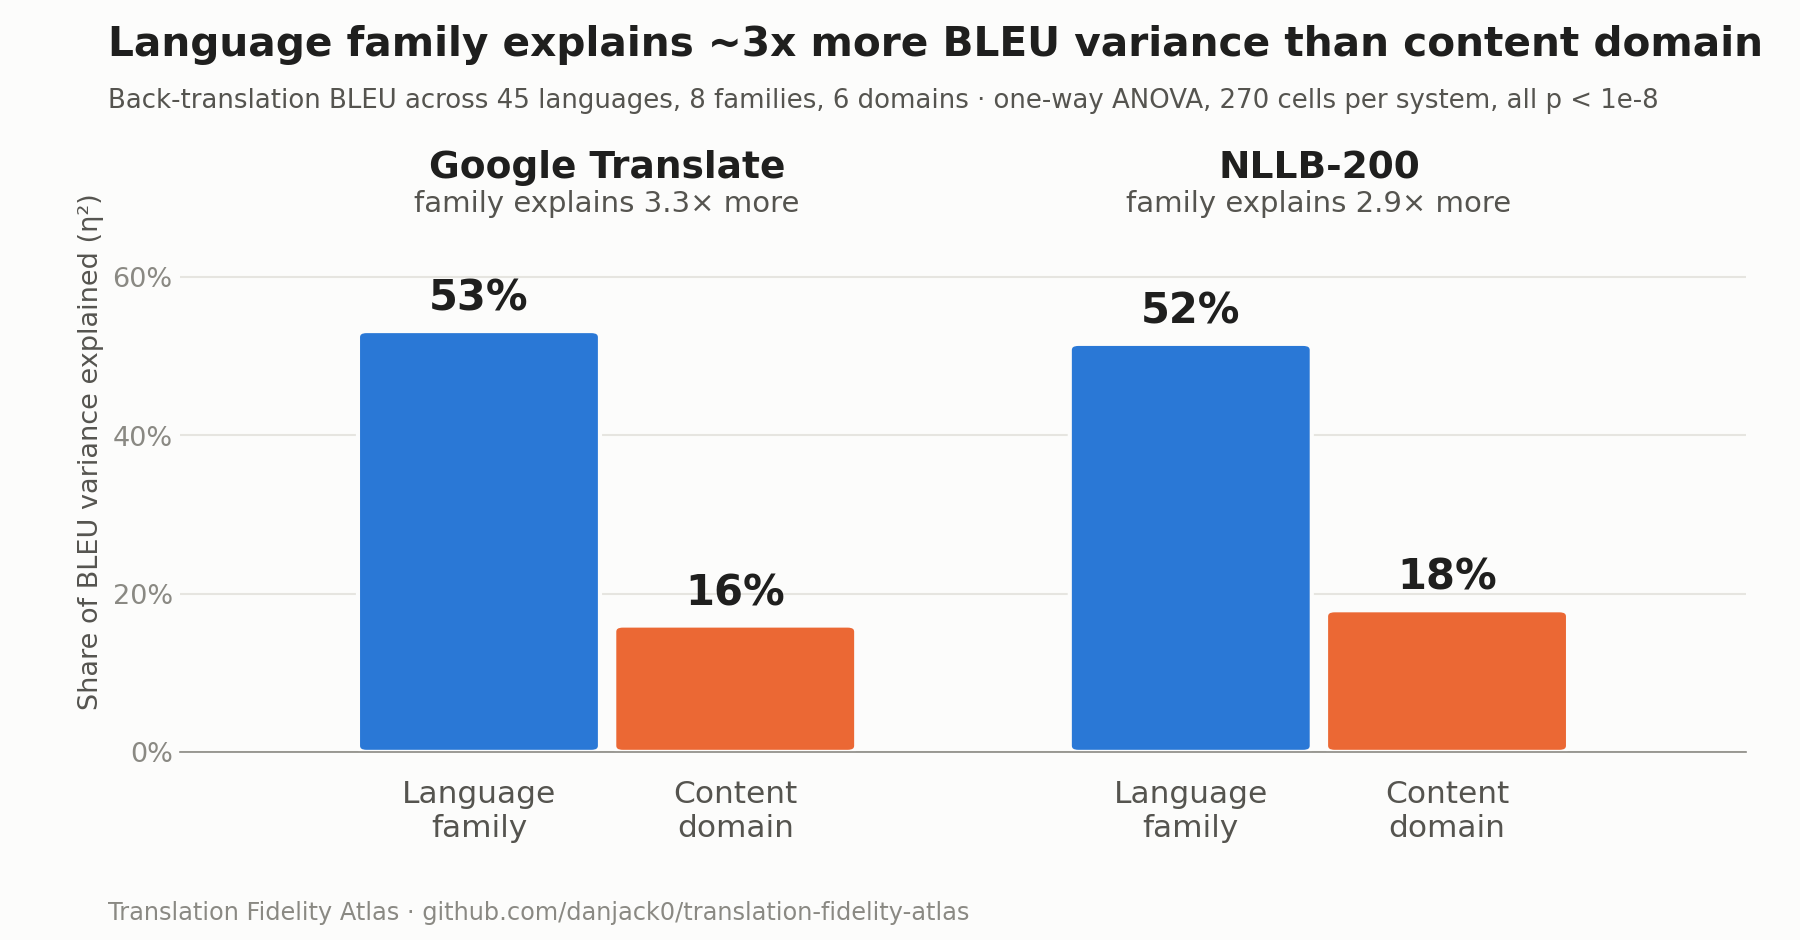 Language family explains ~3x more BLEU variance than content domain
Back-translation BLEU across 45 languages, 8 families, 6 domains · one-way ANOVA, 270 cells per system, all p < 1e-8
Google Translate
family explains 3.3× more
NLLB-200
family explains 2.9× more
Share of BLEU variance explained (η²)
60%
40%
20%
0%
53%
16%
52%
18%
Language
family
Content
domain
Language
family
Content
domain
Translation Fidelity Atlas · github.com/danjack0/translation-fidelity-atlas